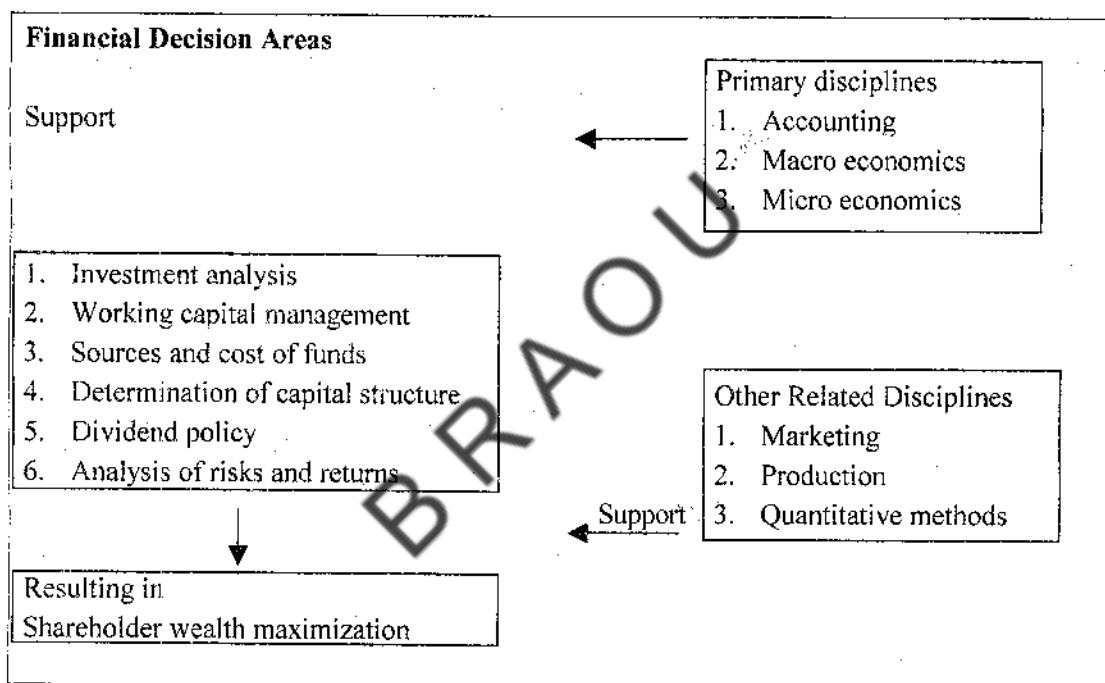 Financial Decision Areas
Support
Primary disciplines
1. Accounting
2. Macro economics
3. Micro economics
1. Investment analysis
2. Working capital management
3. Sources and cost of funds
4. Determination of capital structure
5. Dividend policy
6. Analysis of risks and returns
Other Related Disciplines
1. Marketing
2. Production
3. Quantitative methods
Support
Resulting in
Shareholder wealth maximization
BRAOU